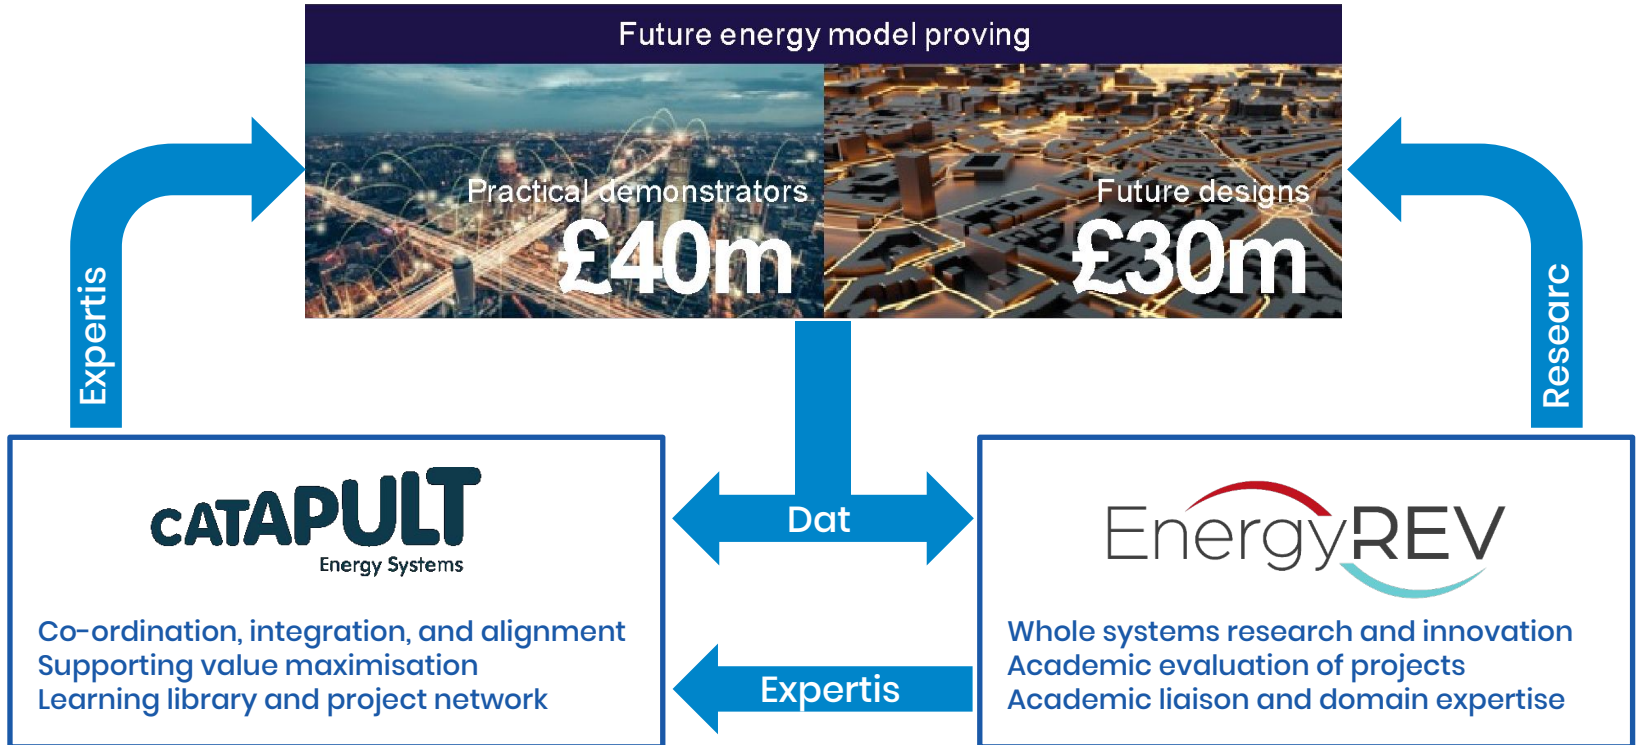 Future energy model proving
Practical demonstrators
£40m
Future designs
£30m
Expertis
Researc
CATAPULT
Energy Systems
Dat
EnergyREV
Co-ordination, integration, and alignment
Supporting value maximisation
Learning library and project network
Expertis
Whole systems research and innovation
Academic evaluation of projects
Academic liaison and domain expertise